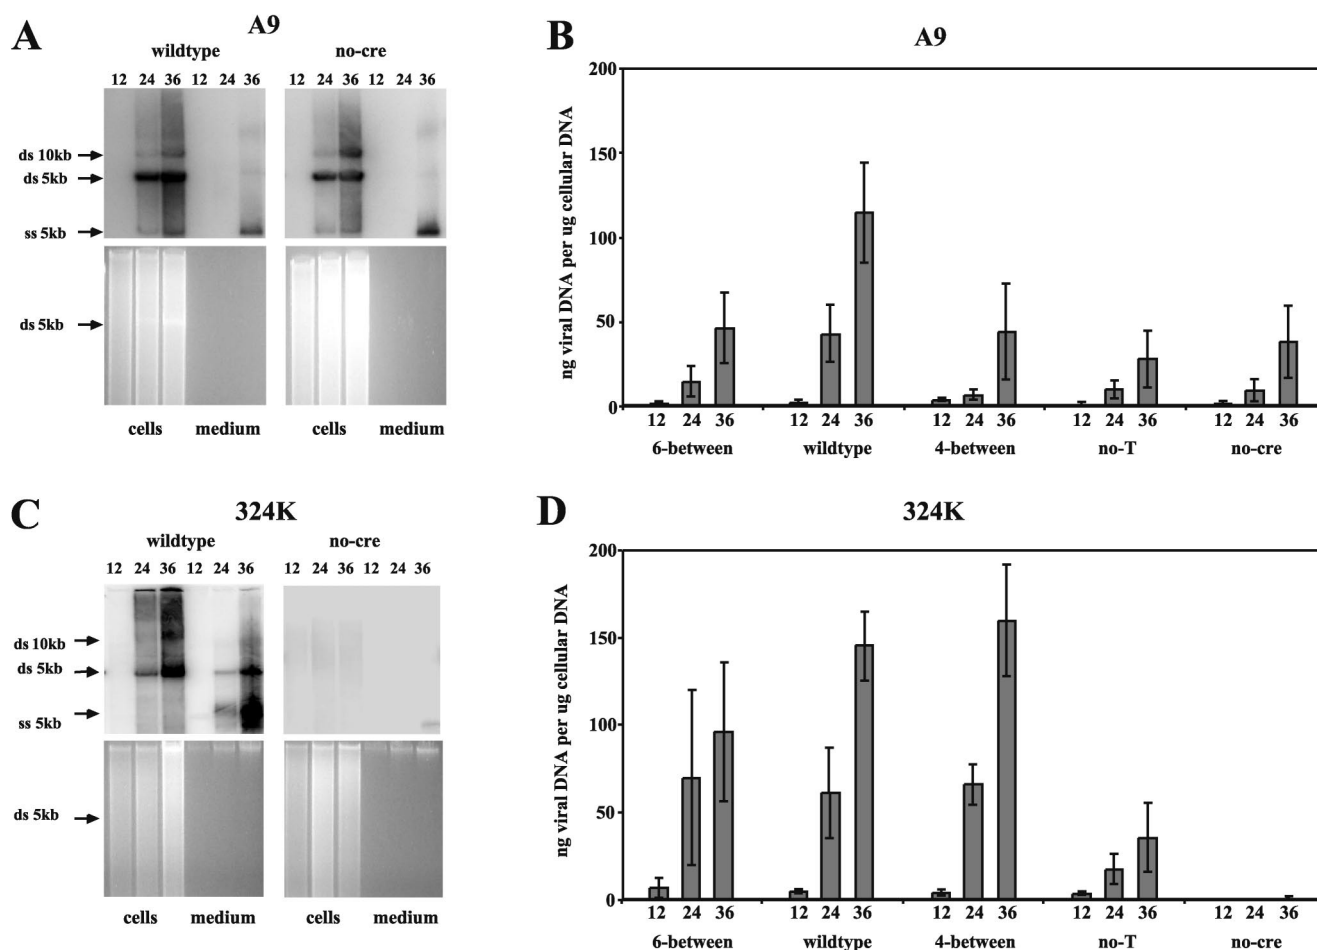 A
A9
wildtype no-cre
12 24 36 12 24 36 12 24 36 12 24 36
ds 10kb
ds 5kb
ss 5kb
ds 5kb
cells medium cells medium
B
A9
ng viral DNA per ug cellular DNA
200
150
100
50
0
12 24 36 12 24 36 12 24 36 12 24 36 12 24 36
6-between wildtype 4-between no-T no-cre
C
324K
wildtype no-cre
12 24 36 12 24 36 12 24 36 12 24 36
ds 10kb
ds 5kb
ss 5kb
ds 5kb
cells medium cells medium
D
324K
ng viral DNA per ug cellular DNA
200
150
100
50
0
12 24 36 12 24 36 12 24 36 12 24 36 12 24 36
6-between wildtype 4-between no-T no-cre